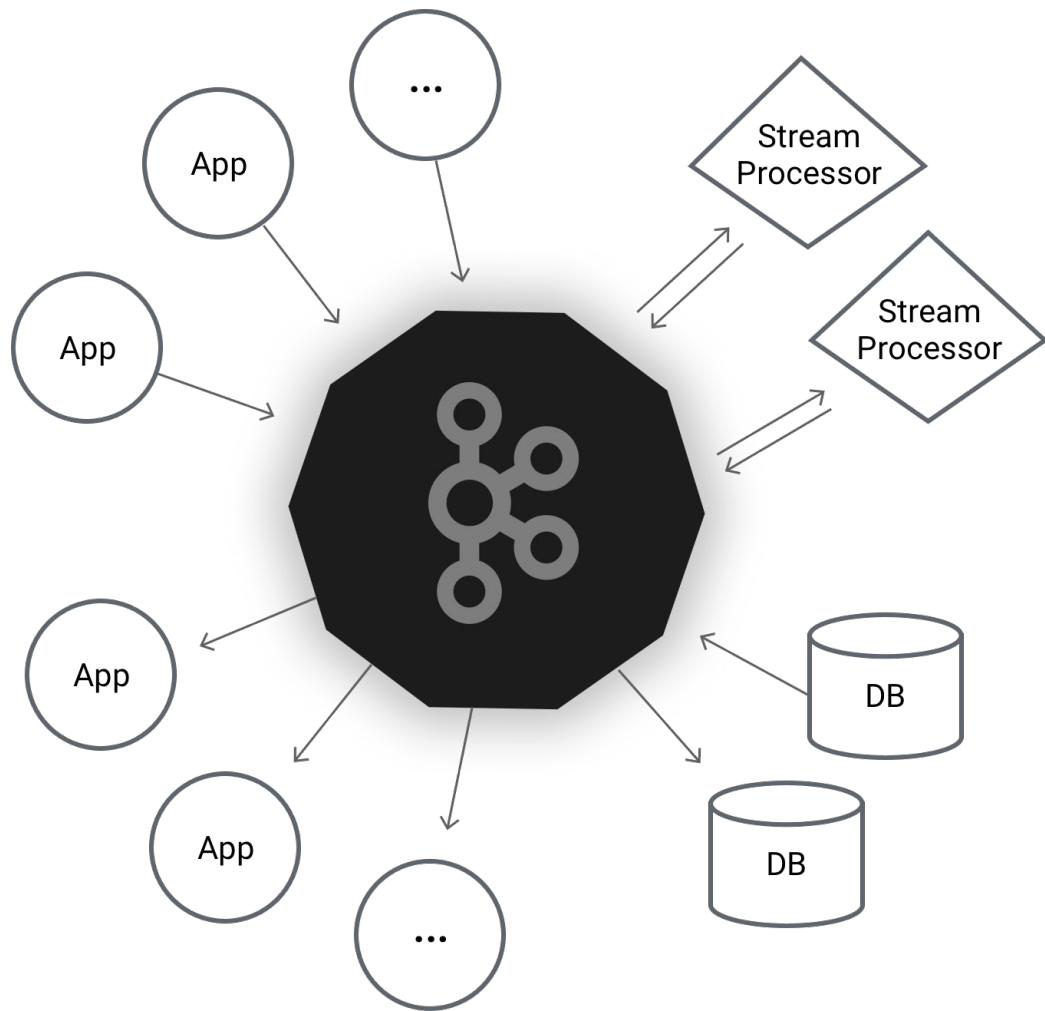 ...
App
Stream
Processor
App
Stream
Processor
App
DB
App
DB
...